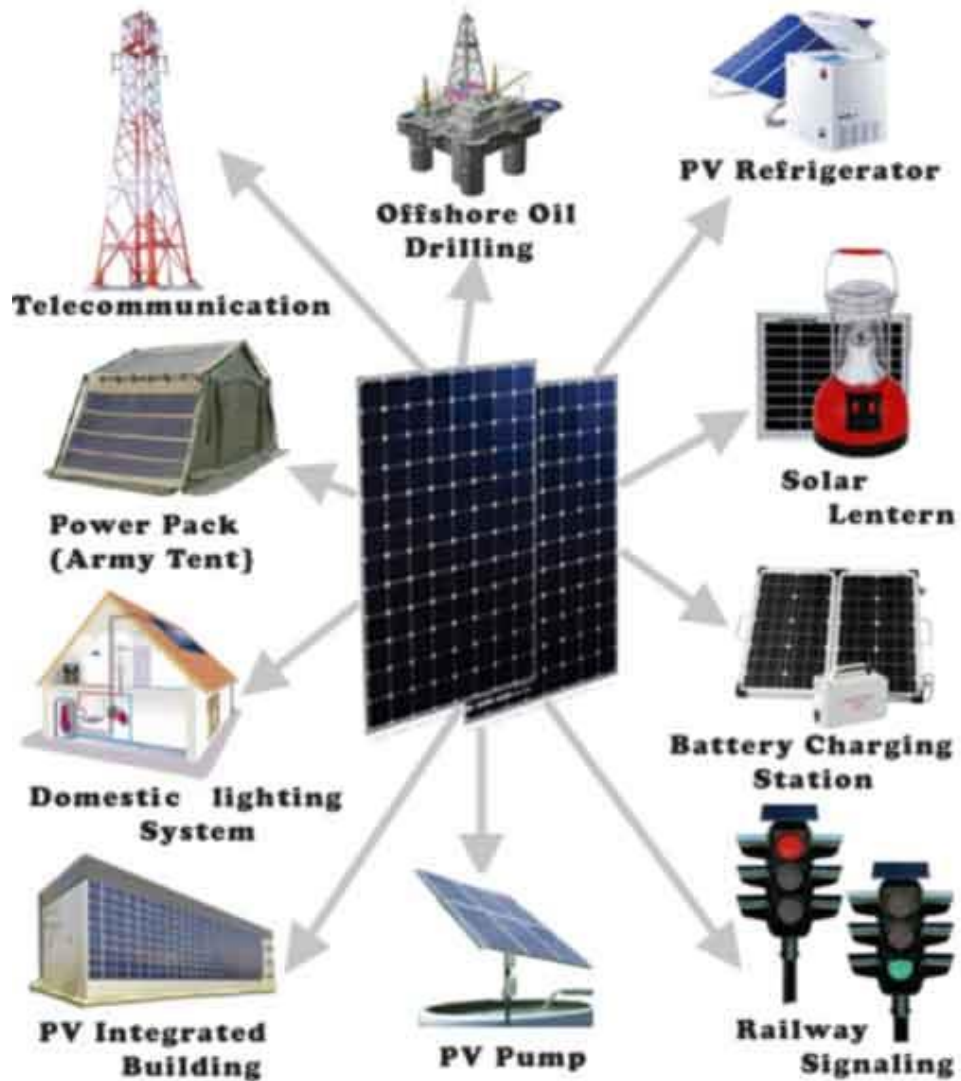 Telecommunication
Offshore Oil
Drilling
PV Refrigerator
Power Pack
(Army Tent)
Solar
Lentern
Domestic lighting
System
Battery Charging
Station
PV Integrated
Building
PV Pump
Railway
Signaling